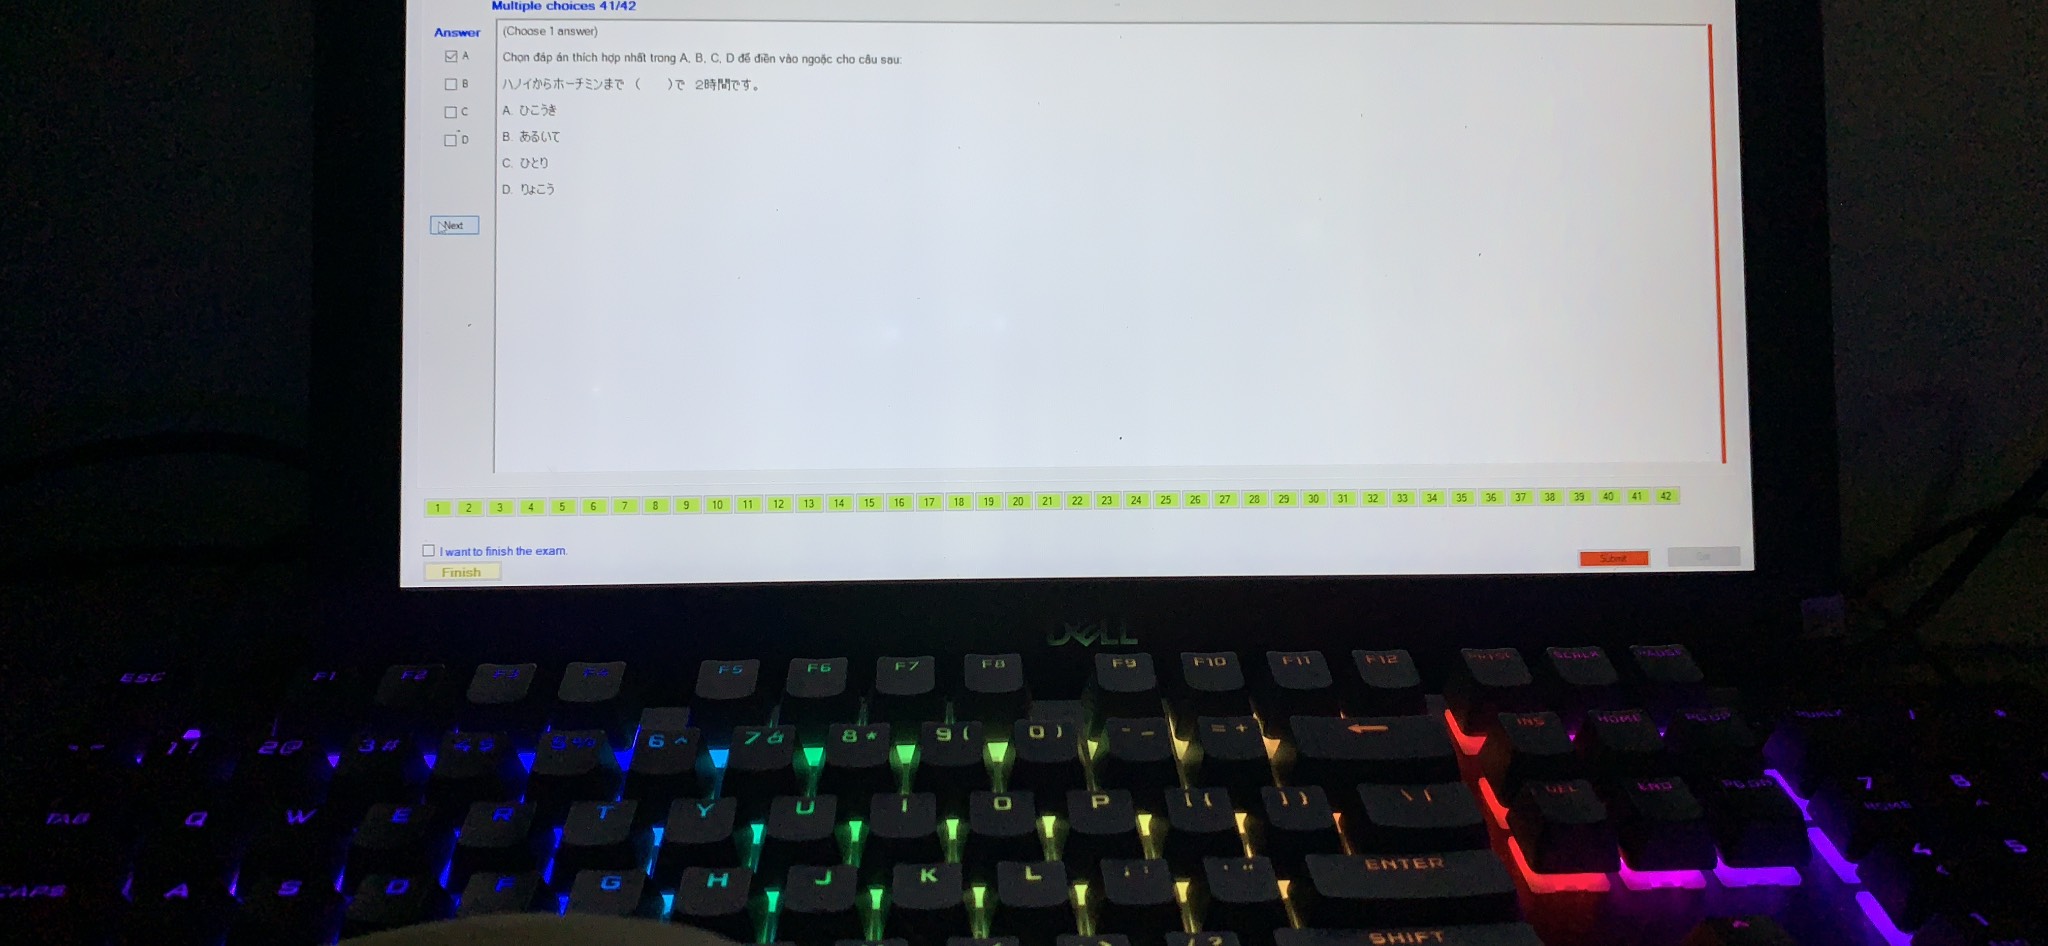 Multiple choices 41/42
Answer
(Choose 1 answer)
A
Chọn đáp án thích hợp nhất trong A, B, C, D để điền vào ngoặc cho câu sau:
B
ハノイからホーチミンまで ( )で 2時間です。
C
A. ひこうき
D
B. あるいて
C. ひとり
D. りょこう
Next
1 2 3 4 5 6 7 8 9 10 11 12 13 14 15 16 17 18 19 20 21 22 23 24 25 26 27 28 29 30 31 32 33 34 35 36 37 38 39 40 41 42
I want to finish the exam.
Finish
Submit
DELL
ESC F1 F2 F3 F4 F5 F6 F7 F8 F9 F10 F11 F12 PRTSC SCRLK PAUSE
1! 2@ 3# 4$ 5% 6^ 7& 8* 9( 0) -_ =+ INS HOME PGUP
TAB Q W E R T Y U I O P [{ ]} \| DEL END PGDN 7 HOME 8
CAPS A S D F G H J K L ;: '" ENTER 4 5
SHIFT